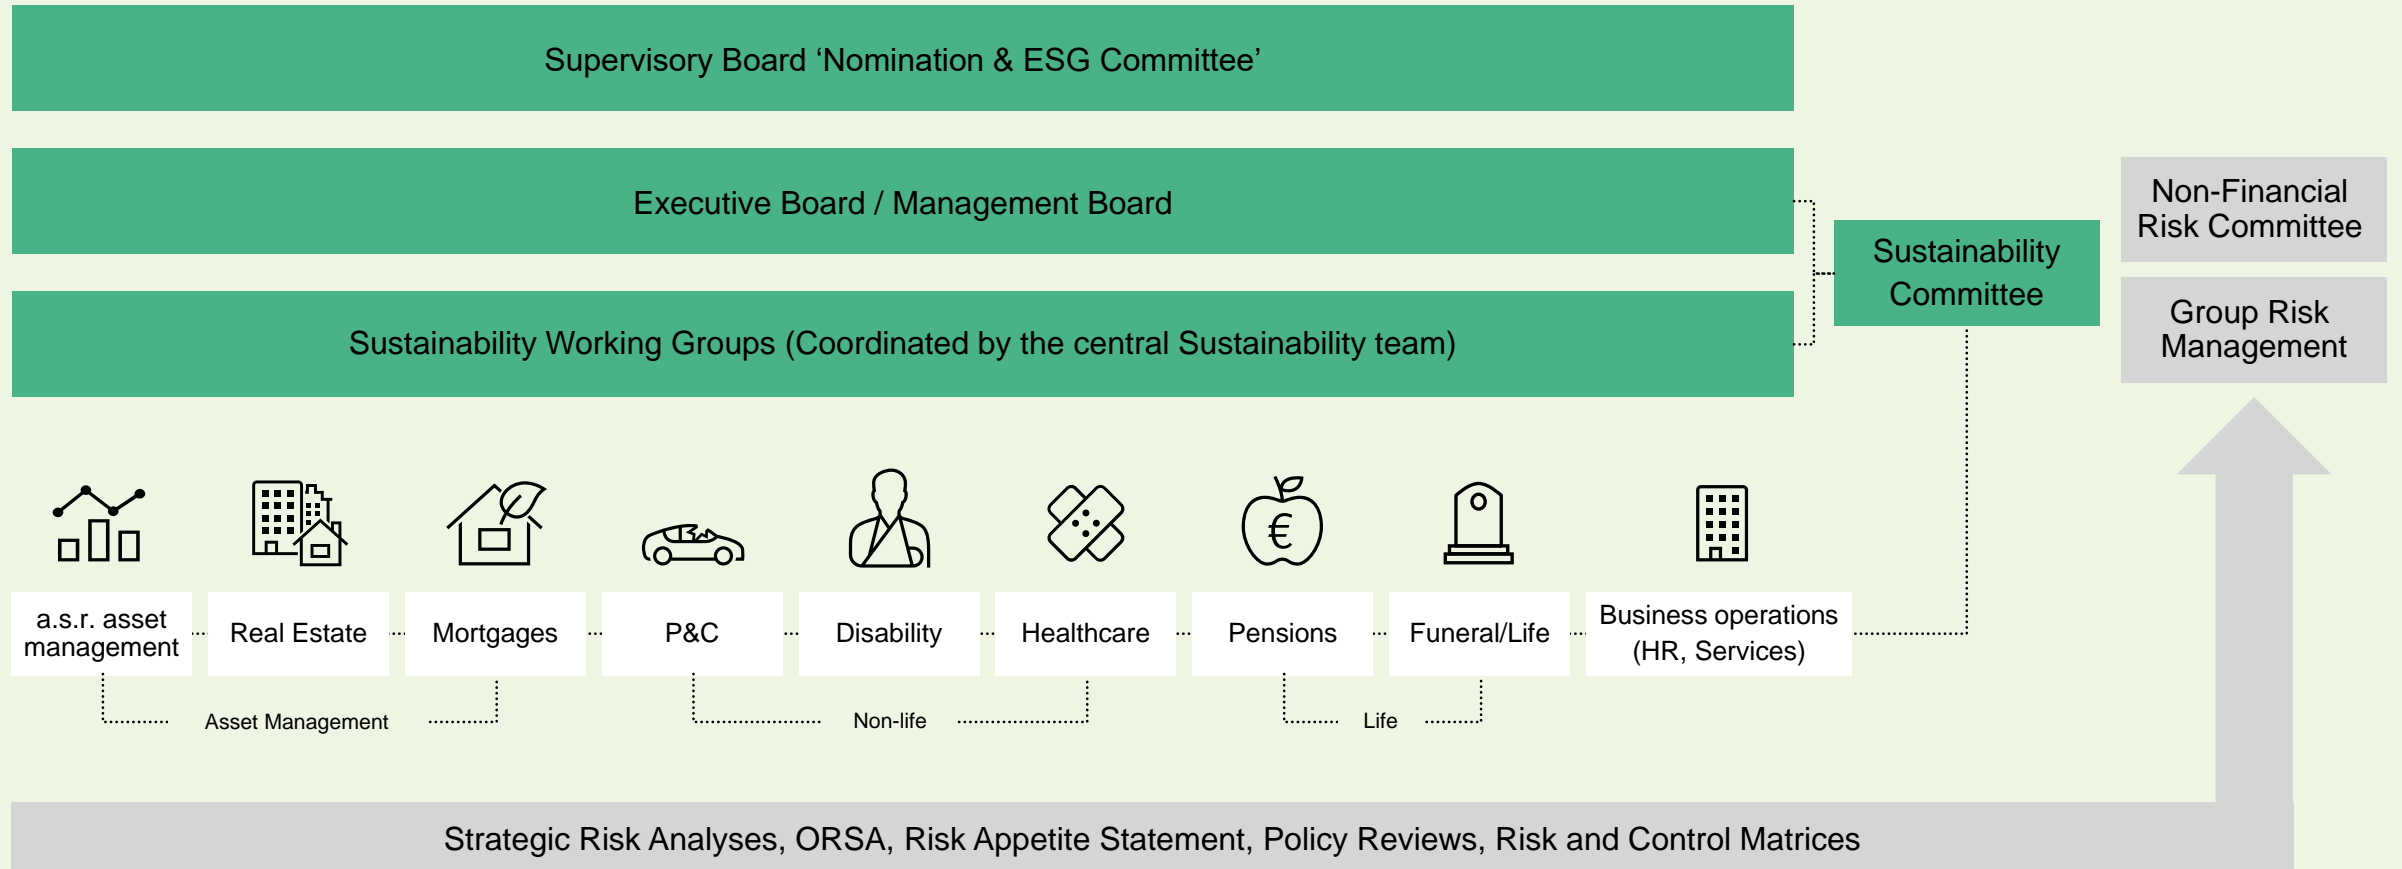 Supervisory Board ‘Nomination & ESG Committee’
Executive Board / Management Board
Sustainability Working Groups (Coordinated by the central Sustainability team)
Sustainability
Committee
Non-Financial
Risk Committee
Group Risk
Management
€
a.s.r. asset
management
Real Estate
Mortgages
P&C
Disability
Healthcare
Pensions
Funeral/Life
Business operations
(HR, Services)
Asset Management
Non-life
Life
Strategic Risk Analyses, ORSA, Risk Appetite Statement, Policy Reviews, Risk and Control Matrices